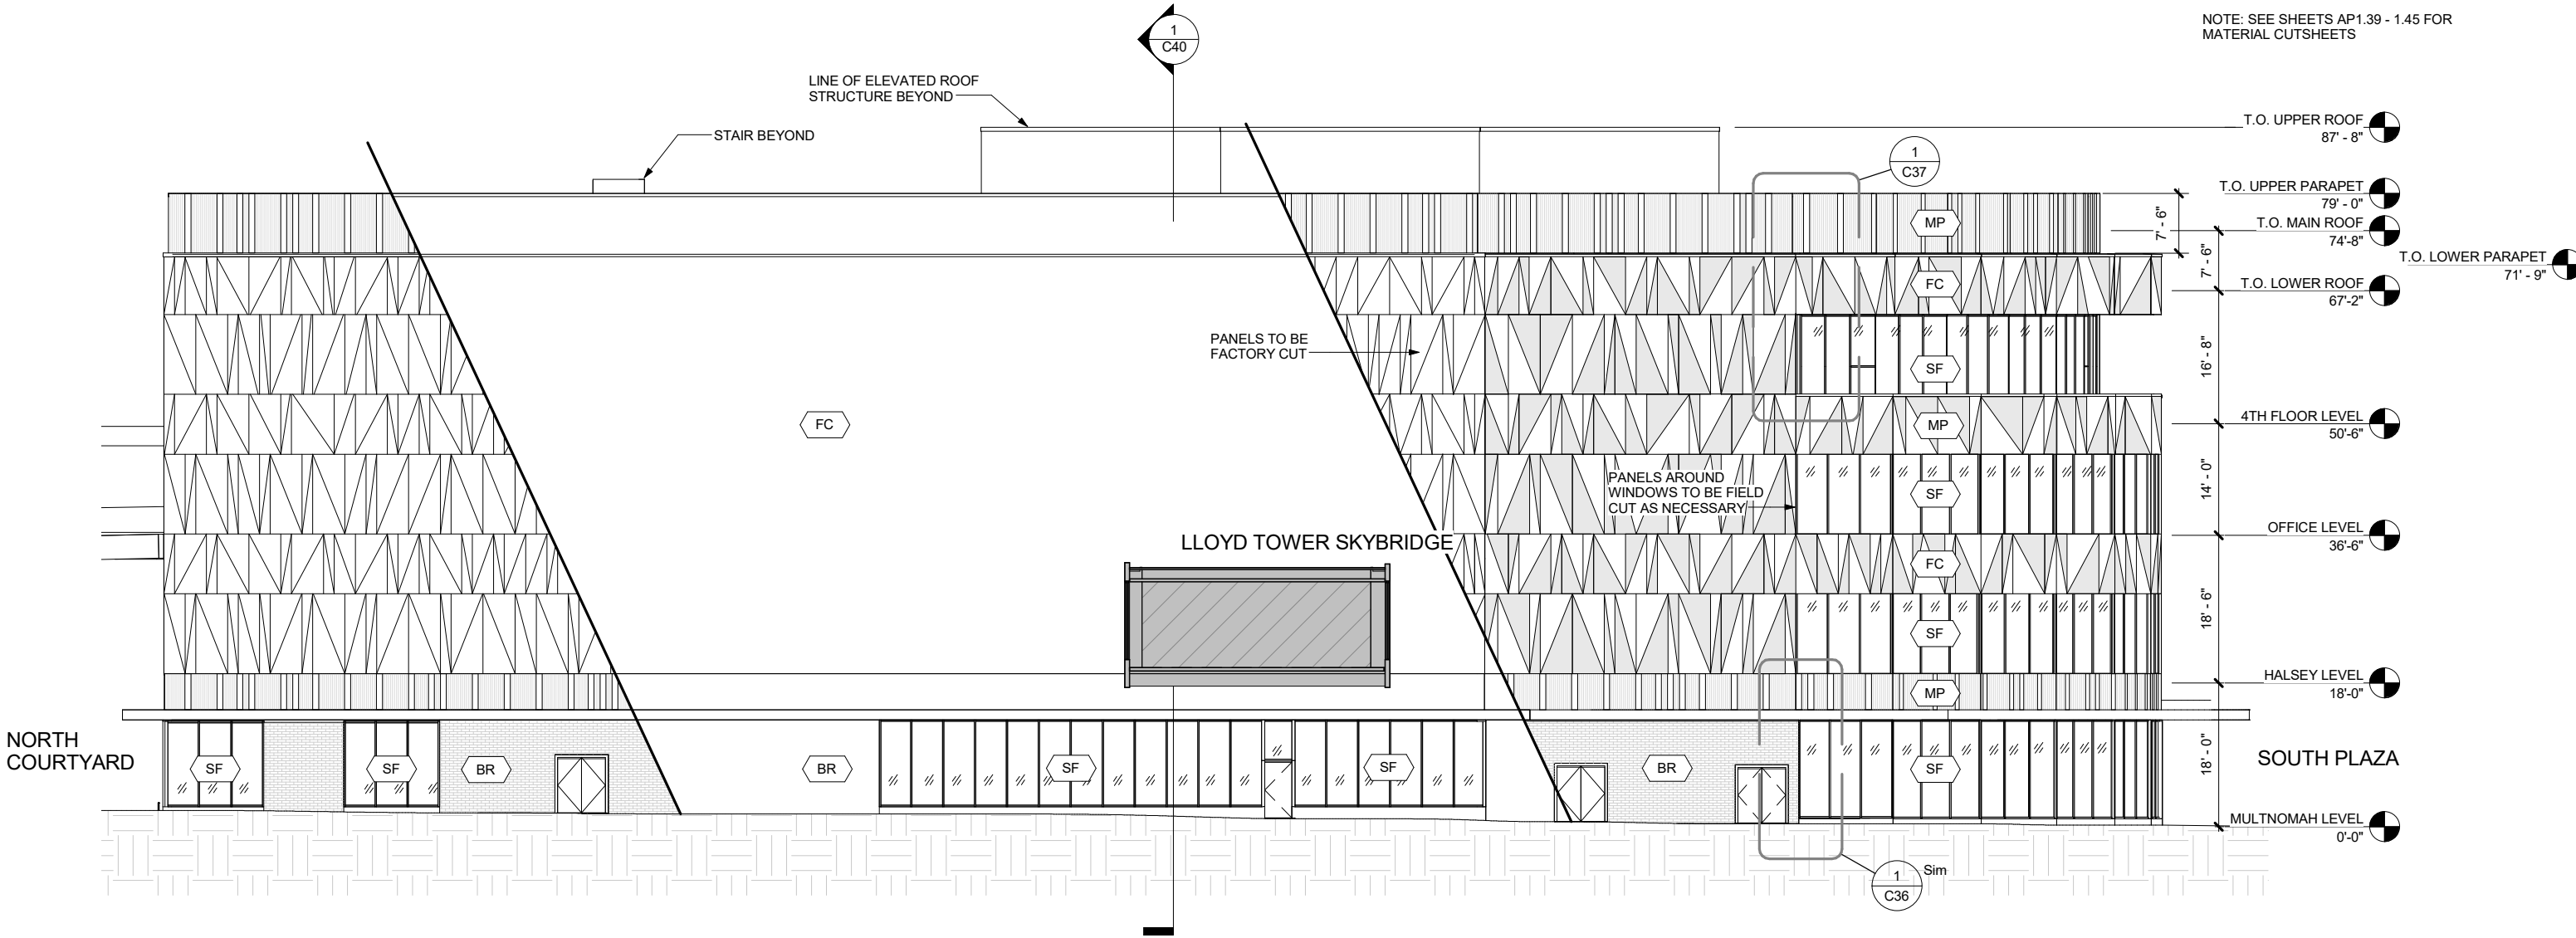 NOTE: SEE SHEETS AP1.39 - 1.45 FOR
MATERIAL CUTSHEETS
1
C40
LINE OF ELEVATED ROOF
STRUCTURE BEYOND
STAIR BEYOND
1
C37
T.O. UPPER ROOF
87' - 8"
T.O. UPPER PARAPET
79' - 0"
T.O. MAIN ROOF
74'-8"
T.O. LOWER PARAPET
71' - 9"
T.O. LOWER ROOF
67'-2"
4TH FLOOR LEVEL
50'-6"
OFFICE LEVEL
36'-6"
HALSEY LEVEL
18'-0"
MULTNOMAH LEVEL
0'-0"
7' - 6"
7' - 6"
16' - 8"
14' - 0"
18' - 6"
18' - 0"
MP
FC
SF
MP
SF
FC
SF
MP
SF
PANELS TO BE
FACTORY CUT
FC
PANELS AROUND
WINDOWS TO BE FIELD
CUT AS NECESSARY
LLOYD TOWER SKYBRIDGE
NORTH
COURTYARD
SF
SF
BR
BR
SF
SF
BR
SOUTH PLAZA
1
C36
Sim